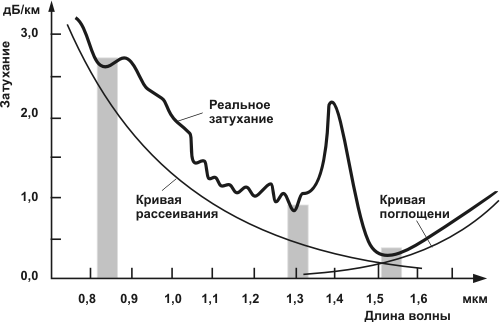 дБ/км
Затухание
3,0
2,0
1,0
0,0
Реальное
затухание
Кривая
рассеивания
Кривая
поглощени
0,8 0,9 1,0 1,1 1,2 1,3 1,4 1,5 1,6 мкм
Длина волны